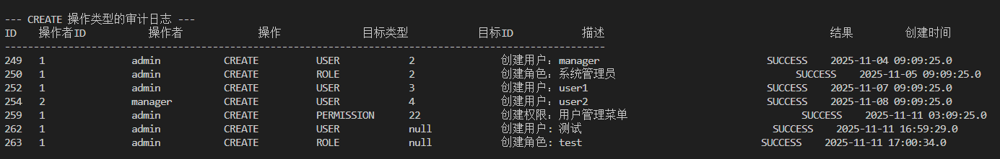 --- CREATE 操作类型的审计日志 ---
ID 操作者ID 操作者 操作 目标类型 目标ID 描述 结果 创建时间
--------------------------------------------------------------------------------------------------------
249 1 admin CREATE USER 2 创建用户：manager SUCCESS 2025-11-04 09:09:25.0
250 1 admin CREATE ROLE 2 创建角色：系统管理员 SUCCESS 2025-11-05 09:09:25.0
252 1 admin CREATE USER 3 创建用户：user1 SUCCESS 2025-11-07 09:09:25.0
254 2 manager CREATE USER 4 创建用户：user2 SUCCESS 2025-11-08 09:09:25.0
259 1 admin CREATE PERMISSION 22 创建权限：用户管理菜单 SUCCESS 2025-11-11 03:09:25.0
262 1 admin CREATE USER null 创建用户: 测试 SUCCESS 2025-11-11 16:59:29.0
263 1 admin CREATE ROLE null 创建角色: test SUCCESS 2025-11-11 17:00:34.0